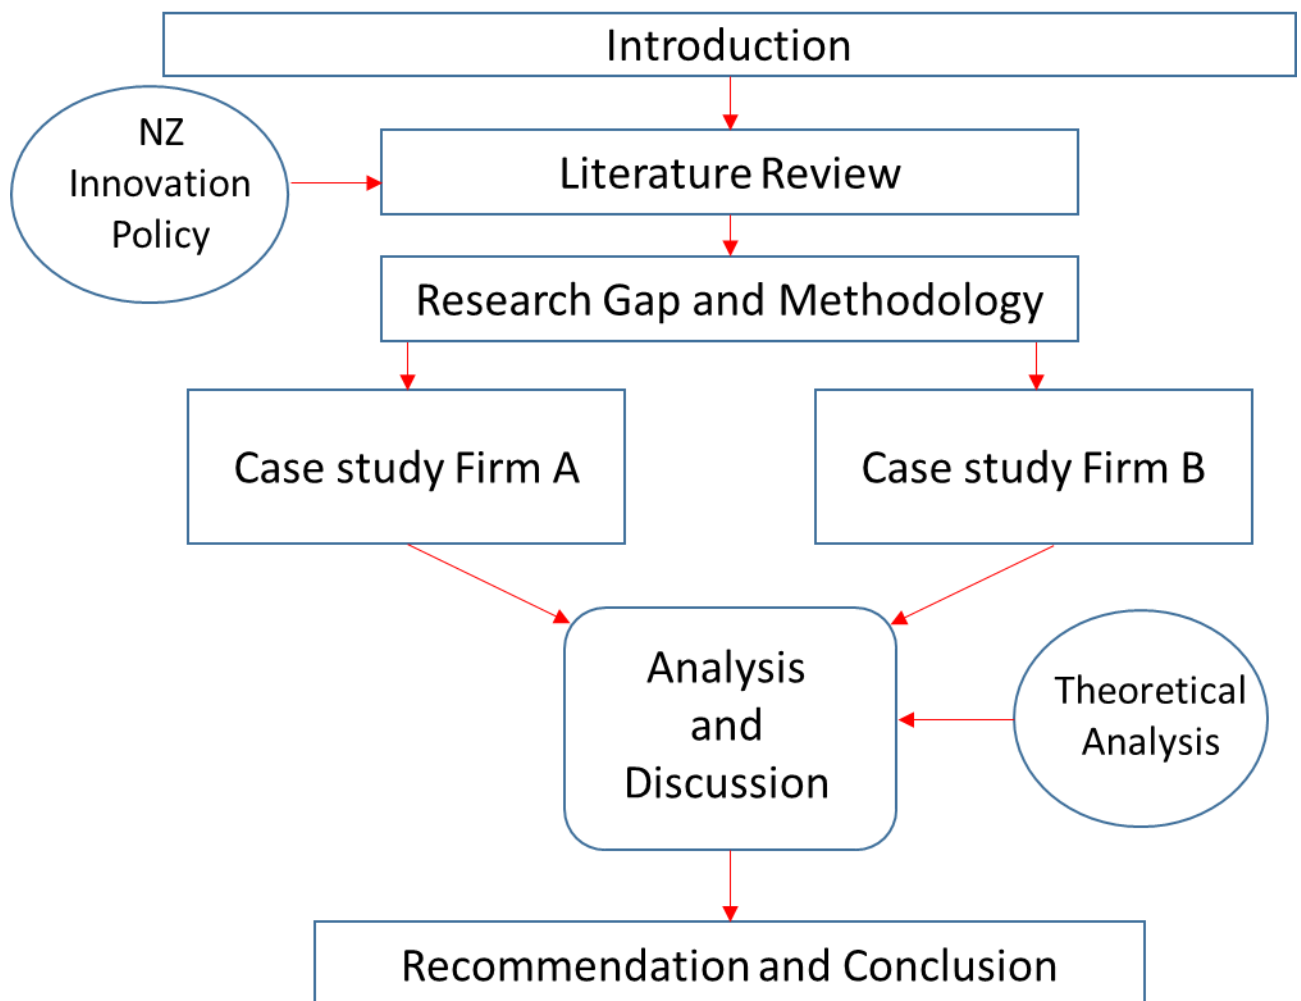 Introduction
NZ
Innovation
Policy
Literature Review
Research Gap and Methodology
Case study Firm A
Case study Firm B
Analysis
and
Discussion
Theoretical
Analysis
Recommendation and Conclusion